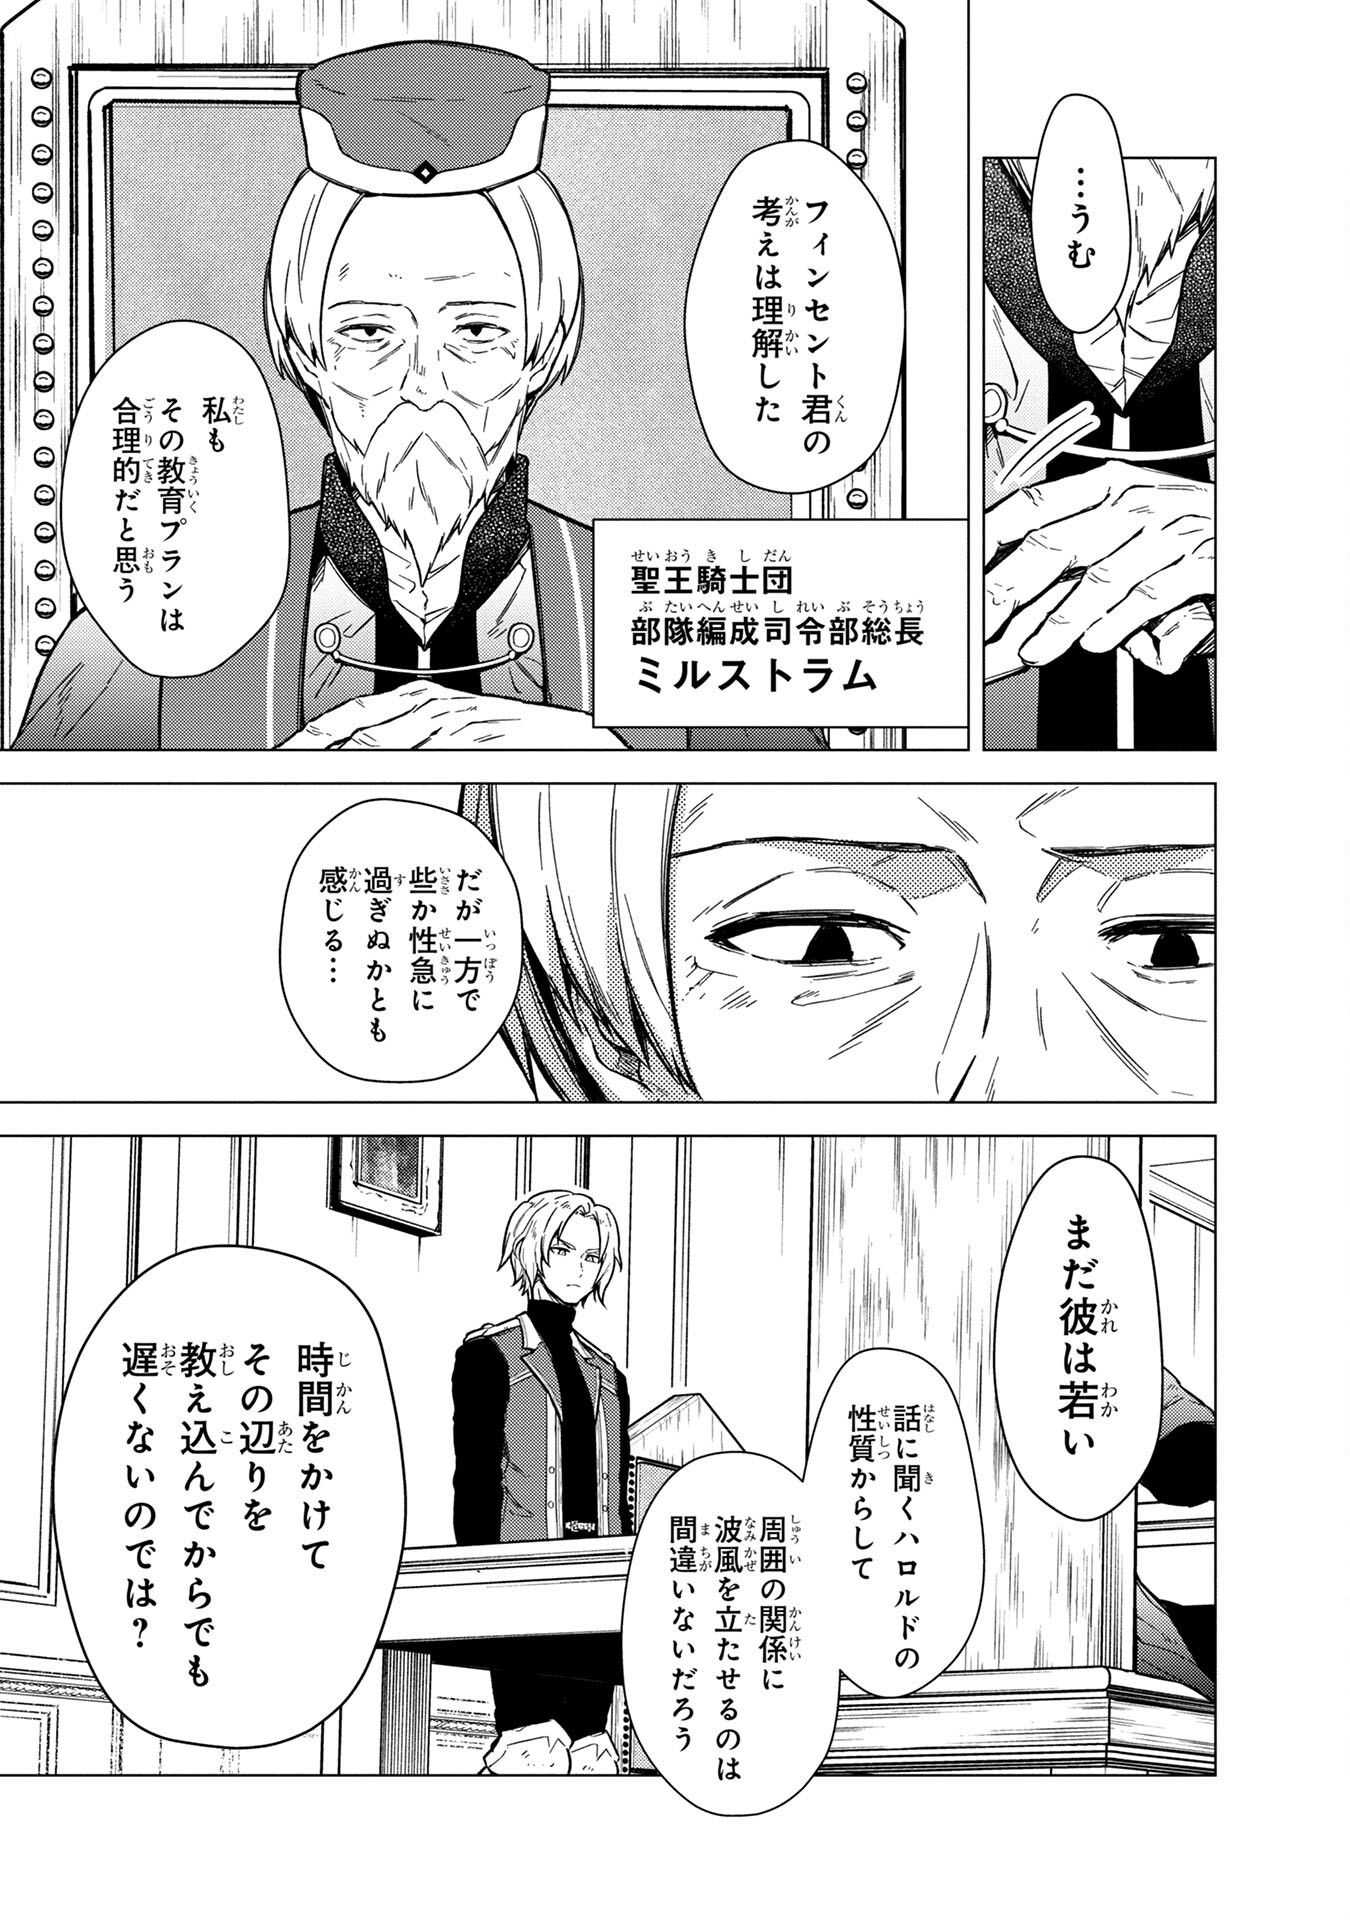 …うむ
フィンセント君の
考えは理解した
私も
その教育プランは
合理的だと思う
聖王騎士団
部隊編成司令部総長
ミルストラム
だが一方で
些か性急に
過ぎぬかとも
感じる…
まだ彼は若い
話に聞くハロルドの
性質からして
周囲の関係に
波風を立たせるのは
間違いないだろう
時間をかけて
その辺りを
教え込んでからでも
遅くないのでは？